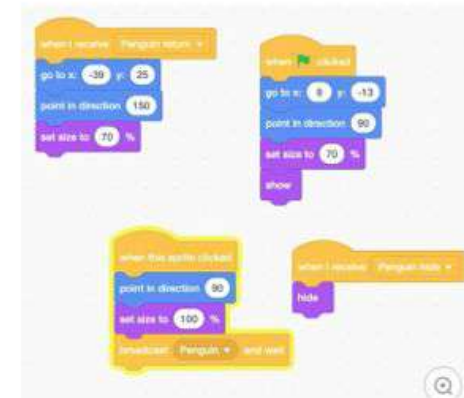 when I receive Penguin return
go to x: -39 y: 25
point in direction 150
set size to 70 %
when clicked
go to x: 9 y: -13
point in direction 90
set size to 70 %
show
when this sprite clicked
point in direction 90
set size to 100 %
broadcast Penguin and wait
when I receive Penguin hide
hide